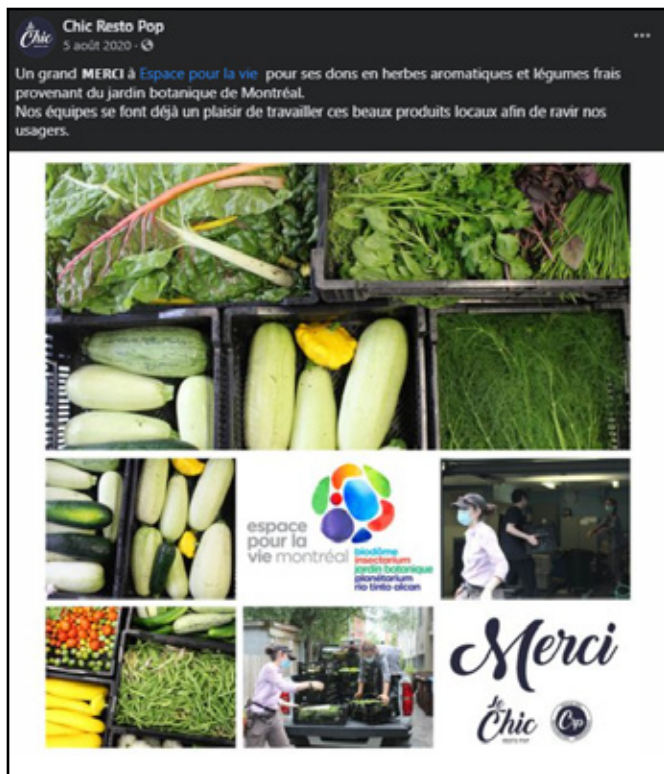 Le Chic
Chic Resto Pop
5 août 2020 ·
Un grand MERCI à Espace pour la vie pour ses dons en herbes aromatiques et légumes frais
provenant du jardin botanique de Montréal.
Nos équipes se font déjà un plaisir de travailler ces beaux produits locaux afin de ravir nos
usagers.
espace
pour la
vie montréal
biodôme
insectarium
jardin botanique
planétarium
rio tinto alcan
Merci
Le
Chic
RESTO POP
Crp